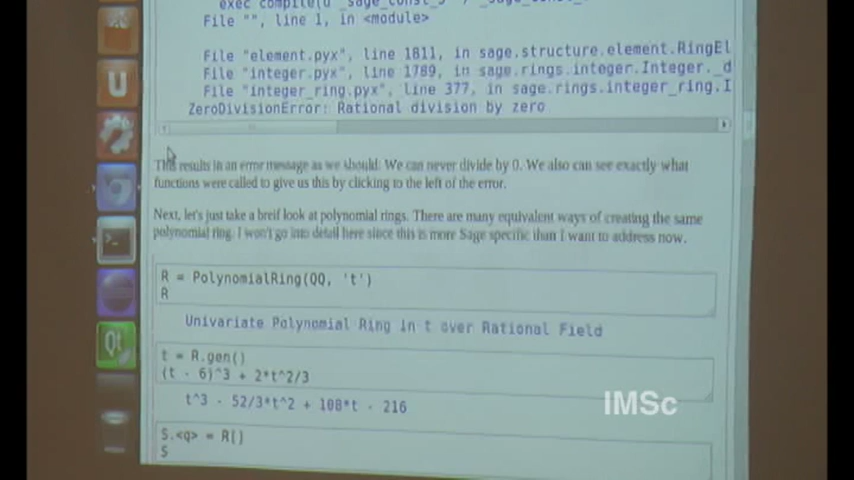 File "", line 1, in <module>
File "element.pyx", line 1811, in sage.structure.element.RingEl
File "integer.pyx", line 1789, in sage.rings.integer.Integer._d
File "integer_ring.pyx", line 377, in sage.rings.integer_ring.I
ZeroDivisionError: Rational division by zero
This results in an error message as we should. We can never divide by 0. We also can see exactly what
functions were called to give us this by clicking to the left of the error.
Next, let's just take a breif look at polynomial rings. There are many equivalent ways of creating the same
polynomial ring. I won't go into detail here since this is more Sage specific than I want to address now.
R = PolynomialRing(QQ, 't')
R
Univariate Polynomial Ring in t over Rational Field
t = R.gen()
(t - 6)^3 + 2*t^2/3
t^3 - 52/3*t^2 + 108*t - 216
IMSc
S.<q> = R[]
S